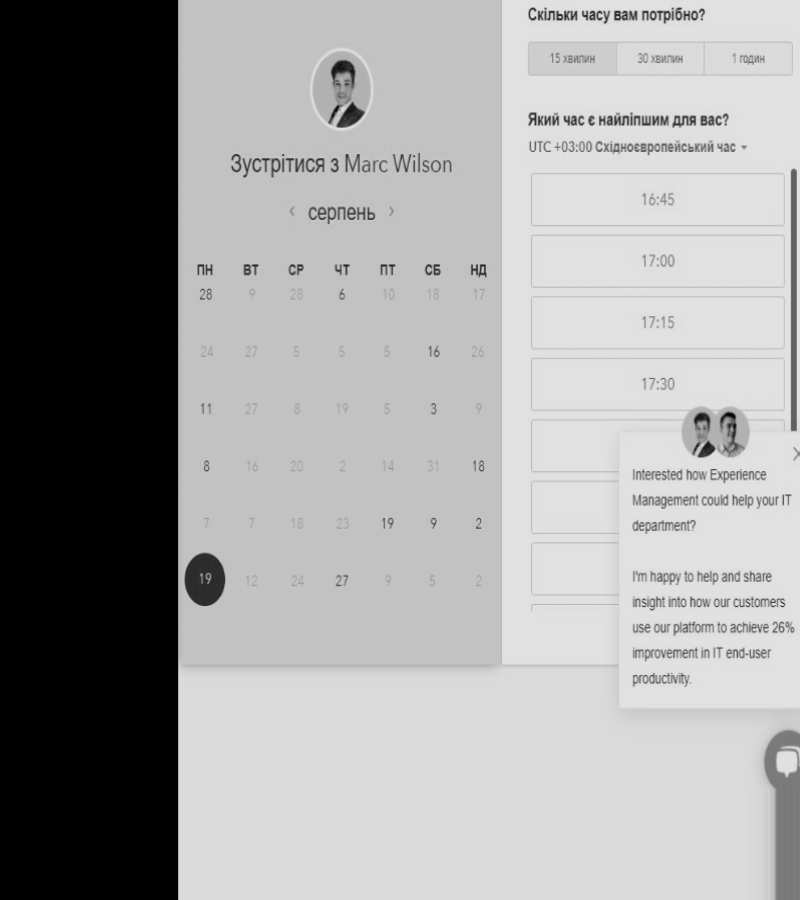 Зустрітися з Marc Wilson
‹ серпень ›
ПН ВТ СР ЧТ ПТ СБ НД
28 9 28 6 10 18 17
24 27 5 5 5 16 26
11 27 8 19 5 3 9
8 16 20 2 14 31 18
7 7 18 23 19 9 2
19 12 24 27 9 5 2
Скільки часу вам потрібно?
15 хвилин 30 хвилин 1 годин
Який час є найліпшим для вас?
UTC +03:00 Східноєвропейський час
16:45
17:00
17:15
17:30
Interested how Experience
Management could help your IT
department?
I'm happy to help and share
insight into how our customers
use our platform to achieve 26%
improvement in IT end-user
productivity.